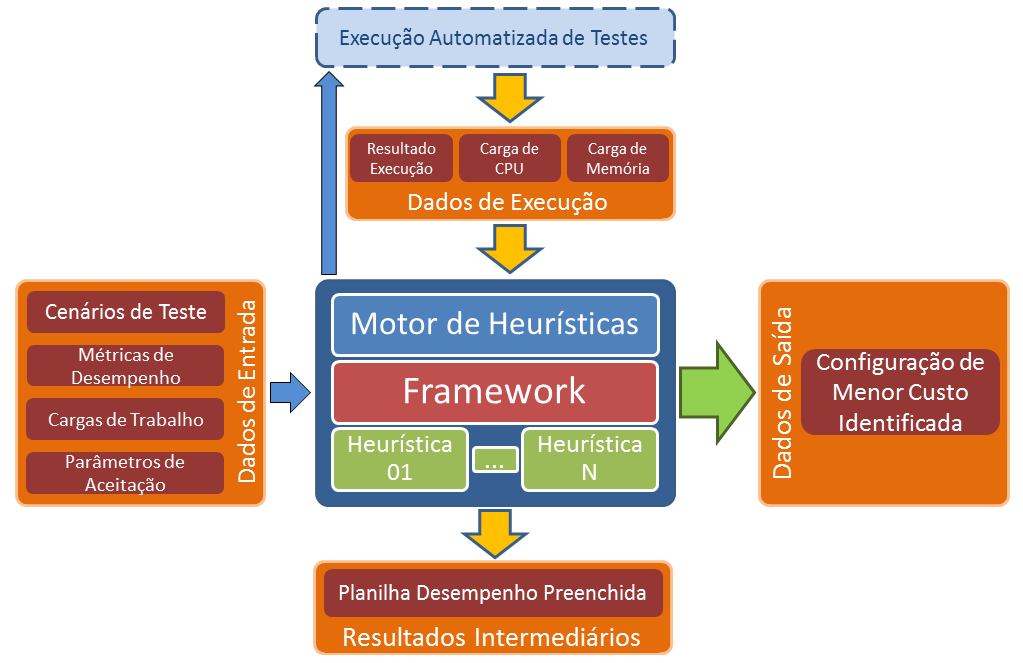 Execução Automatizada de Testes
Resultado
Execução
Carga de
CPU
Carga de
Memória
Dados de Execução
Cenários de Teste
Métricas de
Desempenho
Cargas de Trabalho
Parâmetros de
Aceitação
Dados de Entrada
Motor de Heurísticas
Framework
Heurística
01
...
Heurística
N
Dados de Saída
Configuração de
Menor Custo
Identificada
Planilha Desempenho Preenchida
Resultados Intermediários